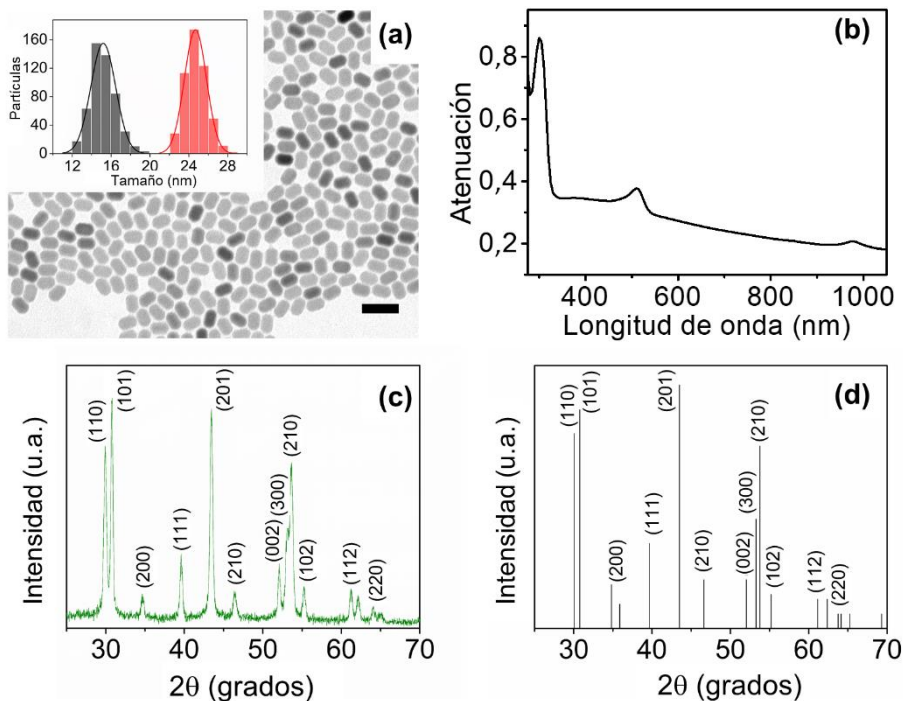 (a)
Partículas
160
120
80
40
0
12 16 20 24 28
Tamaño (nm)
(b)
Atenuación
0,8
0,6
0,4
0,2
400 600 800 1000
Longitud de onda (nm)
(c)
Intensidad (u.a.)
(110)
(101)
(200)
(111)
(201)
(210)
(002)
(300)
(210)
(102)
(112)
(220)
30 40 50 60 70
2θ (grados)
(d)
Intensidad (u.a.)
(110)
(101)
(200)
(111)
(201)
(210)
(002)
(300)
(210)
(102)
(112)
(220)
30 40 50 60 70
2θ (grados)